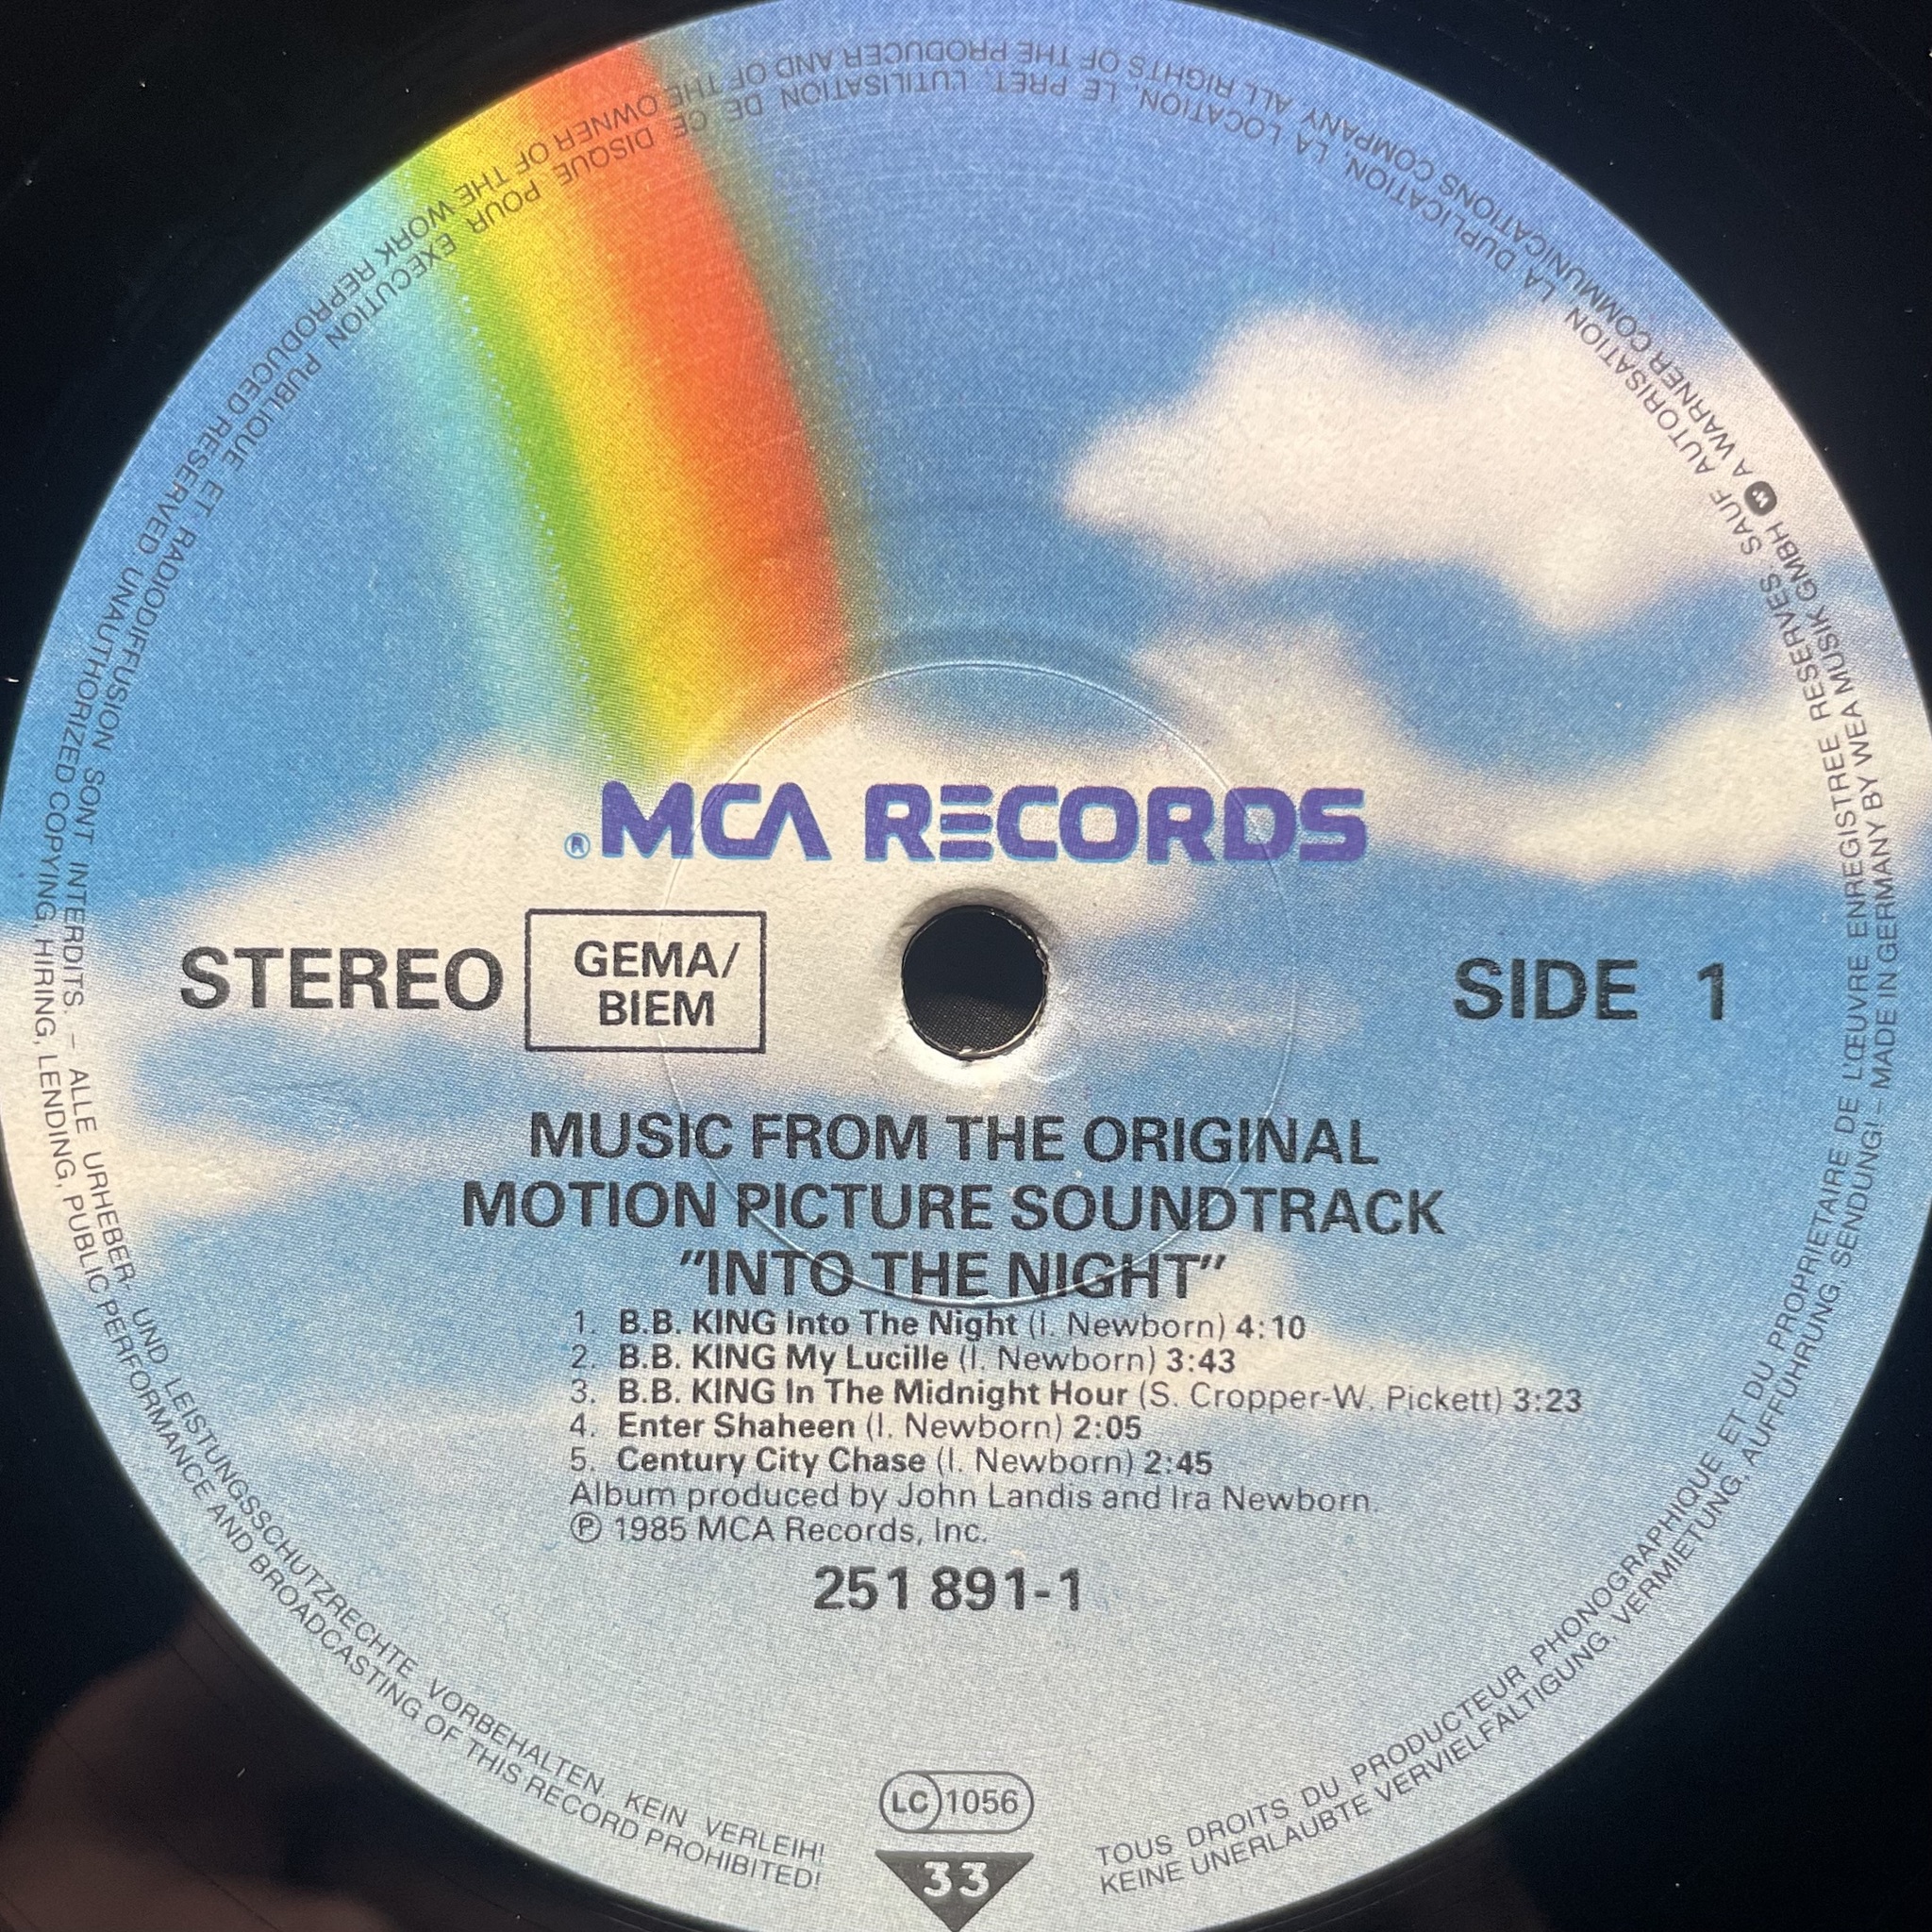 ® MCA RECORDS
STEREO
GEMA/
BIEM
SIDE 1
MUSIC FROM THE ORIGINAL
MOTION PICTURE SOUNDTRACK
"INTO THE NIGHT"
1. B.B. KING Into The Night (I. Newborn) 4:10
2. B.B. KING My Lucille (I. Newborn) 3:43
3. B.B. KING In The Midnight Hour (S. Cropper-W. Pickett) 3:23
4. Enter Shaheen (I. Newborn) 2:05
5. Century City Chase (I. Newborn) 2:45
Album produced by John Landis and Ira Newborn.
Ⓟ 1985 MCA Records, Inc.
251 891-1
LC 1056
33
TOUS DROITS DU PRODUCTEUR PHONOGRAPHIQUE ET DU PROPRIETAIRE DE L'ŒUVRE ENREGISTREE RESERVES. SAUF AUTORISATION, LA DUPLICATION, LA LOCATION, LE PRET, L'UTILISATION DE CE DISQUE POUR EXECUTION PUBLIQUE ET RADIODIFFUSION SONT INTERDITS. – ALLE URHEBER- UND LEISTUNGSSCHUTZRECHTE VORBEHALTEN. KEIN VERLEIH!
KEINE UNERLAUBTE VERVIELFÄLTIGUNG, VERMIETUNG, AUFFÜHRUNG, SENDUNG! – MADE IN GERMANY BY WEA MUSIK GMBH W A WARNER COMMUNICATIONS COMPANY. ALL RIGHTS OF THE PRODUCER AND OF THE OWNER OF THE WORK REPRODUCED RESERVED. UNAUTHORIZED COPYING, HIRING, LENDING, PUBLIC PERFORMANCE AND BROADCASTING OF THIS RECORD PROHIBITED!